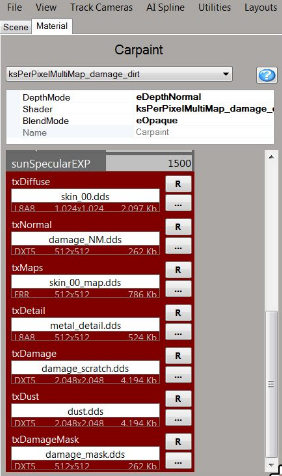 File View Track Cameras AI Spline Utilities Layouts
Scene Material
Carpaint
ksPerPixelMultiMap_damage_dirt
DepthMode eDepthNormal
Shader ksPerPixelMultiMap_damage_
BlendMode eOpaque
Name Carpaint
sunSpecularEXP 1500
txDiffuse R
skin_00.dds
L8A8 1.024x1.024 2.097 Kb ...
txNormal R
damage_NM.dds
DXT5 512x512 262 Kb ...
txMaps R
skin_00_map.dds
ERR 512x512 786 Kb ...
txDetail R
metal_detail.dds
L8A8 512x512 524 Kb ...
txDamage R
damage_scratch.dds
DXT5 2.048x2.048 4.194 Kb ...
txDust R
dust.dds
DXT5 2.048x2.048 4.194 Kb ...
txDamageMask R
damage_mask.dds
DXT5 512x512 262 Kb ...